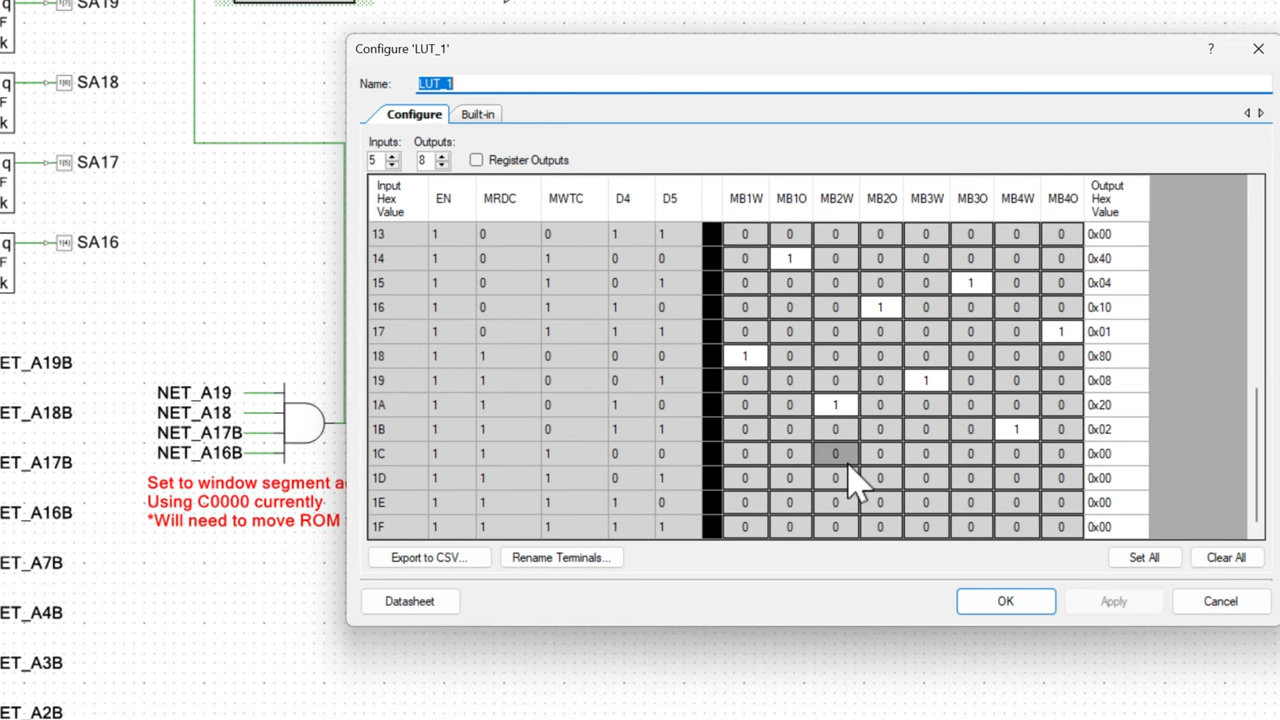 q SA19
F
k
q 1[6] SA18
F
k
q 1[5] SA17
F
k
q 1[4] SA16
F
k
ET_A19B
ET_A18B
ET_A17B
ET_A16B
ET_A7B
ET_A4B
ET_A3B
ET_A2B
NET_A19
NET_A18
NET_A17B
NET_A16B
Set to window segment a
Using C0000 currently
*Will need to move ROM
Configure 'LUT_1'
?
Name: LUT_1
Configure Built-in
Inputs: Outputs:
5 8 Register Outputs
Input Hex Value EN MRDC MWTC D4 D5 MB1W MB1O MB2W MB2O MB3W MB3O MB4W MB4O Output Hex Value
13 1 0 0 1 1 0 0 0 0 0 0 0 0 0x00
14 1 0 1 0 0 0 1 0 0 0 0 0 0 0x40
15 1 0 1 0 1 0 0 0 0 0 1 0 0 0x04
16 1 0 1 1 0 0 0 0 1 0 0 0 0 0x10
17 1 0 1 1 1 0 0 0 0 0 0 0 1 0x01
18 1 1 0 0 0 1 0 0 0 0 0 0 0 0x80
19 1 1 0 0 1 0 0 0 0 1 0 0 0 0x08
1A 1 1 0 1 0 0 0 1 0 0 0 0 0 0x20
1B 1 1 0 1 1 0 0 0 0 0 0 1 0 0x02
1C 1 1 1 0 0 0 0 0 0 0 0 0 0 0x00
1D 1 1 1 0 1 0 0 0 0 0 0 0 0 0x00
1E 1 1 1 1 0 0 0 0 0 0 0 0 0 0x00
1F 1 1 1 1 1 0 0 0 0 0 0 0 0 0x00
Export to CSV... Rename Terminals... Set All Clear All
Datasheet OK Apply Cancel